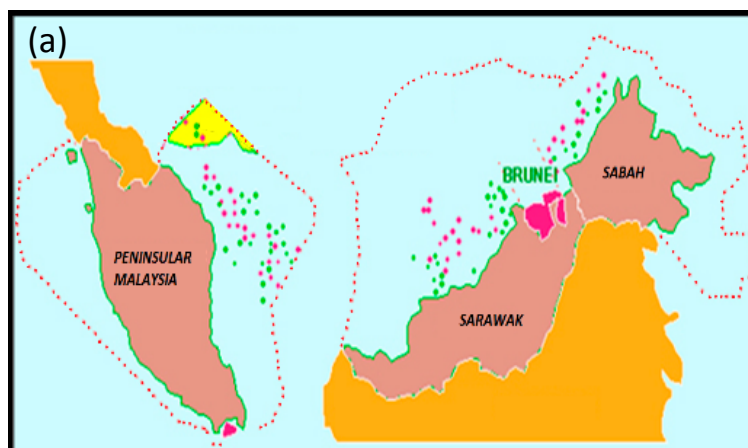 (a)
BRUNEI
SABAH
PENINSULAR
MALAYSIA
SARAWAK